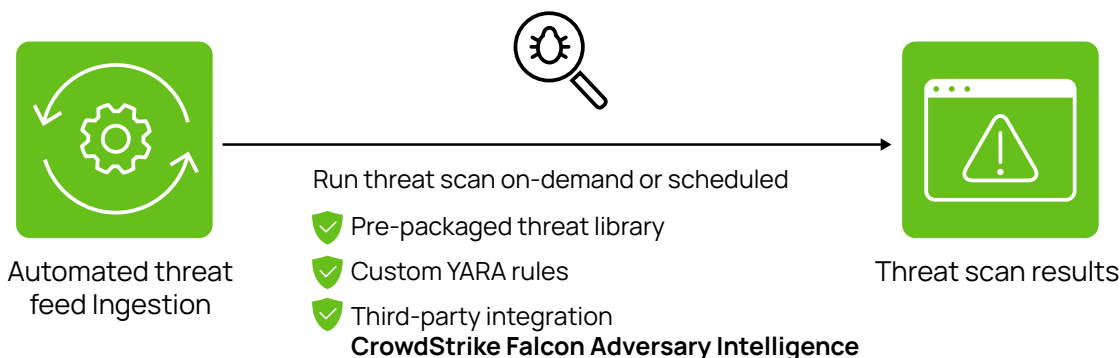 Run threat scan on-demand or scheduled
Pre-packaged threat library
Custom YARA rules
Third-party integration
CrowdStrike Falcon Adversary Intelligence
Automated threat
feed Ingestion
Threat scan results